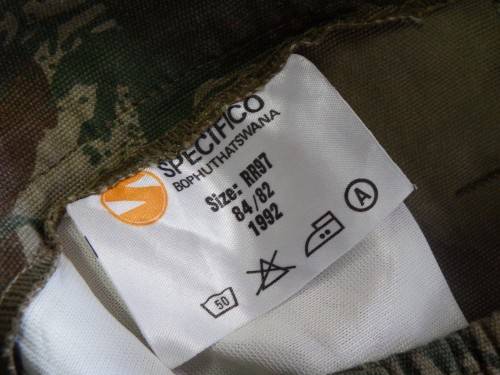 SPECIFICO
BOPHUTHATSWANA
Size: RR97
84/82
1992
50
A